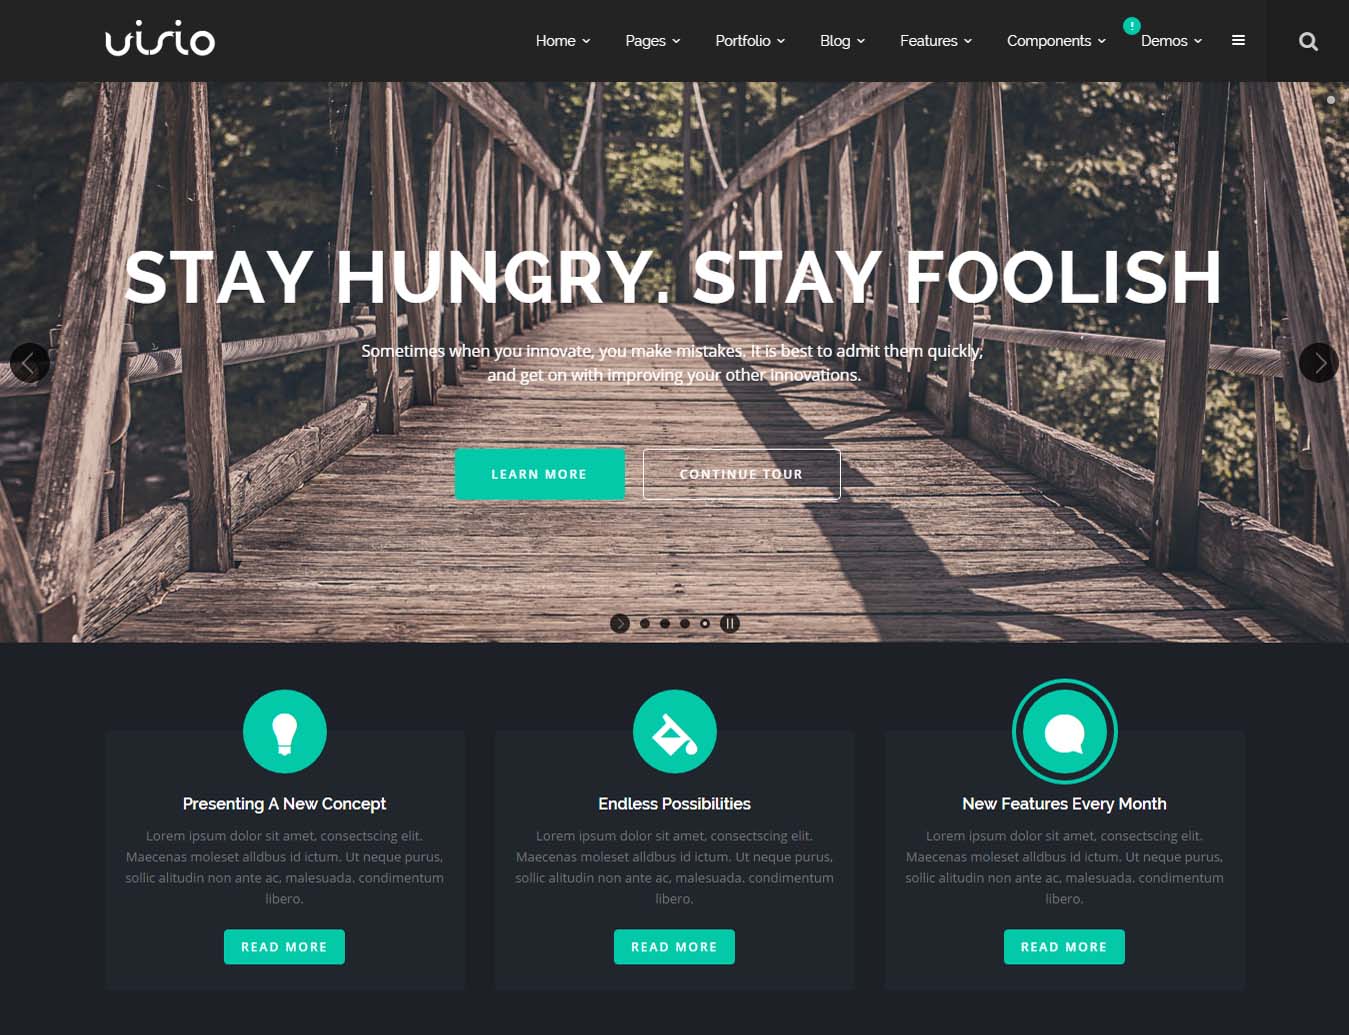 visio
Home Pages Portfolio Blog Features Components Demos
!
STAY HUNGRY. STAY FOOLISH
Sometimes when you innovate, you make mistakes. It is best to admit them quickly,
and get on with improving your other innovations.
LEARN MORE CONTINUE TOUR
Presenting A New Concept
Lorem ipsum dolor sit amet, consectscing elit.
Maecenas moleset alldbus id ictum. Ut neque purus,
sollic alitudin non ante ac, malesuada. condimentum
libero.
READ MORE
Endless Possibilities
Lorem ipsum dolor sit amet, consectscing elit.
Maecenas moleset alldbus id ictum. Ut neque purus,
sollic alitudin non ante ac, malesuada. condimentum
libero.
READ MORE
New Features Every Month
Lorem ipsum dolor sit amet, consectscing elit.
Maecenas moleset alldbus id ictum. Ut neque purus,
sollic alitudin non ante ac, malesuada. condimentum
libero.
READ MORE